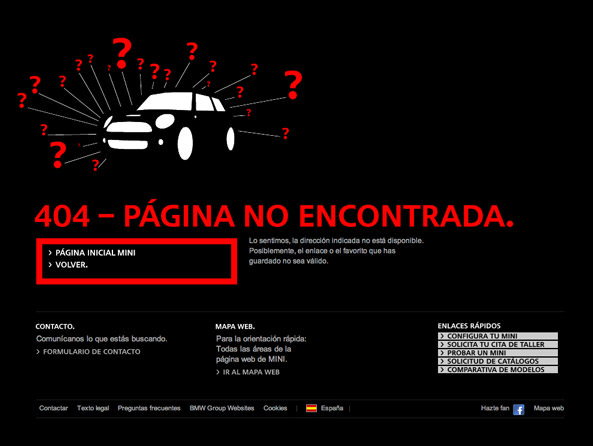 404 – PÁGINA NO ENCONTRADA.
PÁGINA INICIAL MINI
VOLVER.
Lo sentimos, la dirección indicada no está disponible.
Posiblemente, el enlace o el favorito que has
guardado no sea válido.
CONTACTO.
Comunícanos lo que estás buscando.
FORMULARIO DE CONTACTO
MAPA WEB.
Para la orientación rápida:
Todas las áreas de la
página web de MINI.
IR AL MAPA WEB
ENLACES RÁPIDOS
CONFIGURA TU MINI
SOLICITA TU CITA DE TALLER
PROBAR UN MINI
SOLICITUD DE CATÁLOGOS
COMPARATIVA DE MODELOS
Contactar Texto legal Preguntas frecuentes BMW Group Websites Cookies | España | Hazte fan f Mapa web